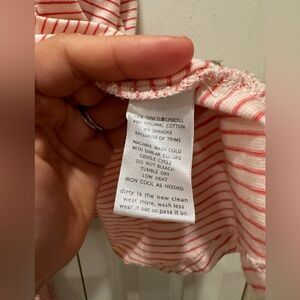 TENCEL® LYOCELL
ORGANIC COTTON
SPANDEX
EXCLUSIVE OF TRIMS
MACHINE WASH COLD
WITH SIMILAR COLORS
GENTLE CYCLE
DO NOT BLEACH
TUMBLE DRY
LOW HEAT
IRON COOL AS NEEDED
dirty is the new clean
wear more, wash less
wear it out or pass it on